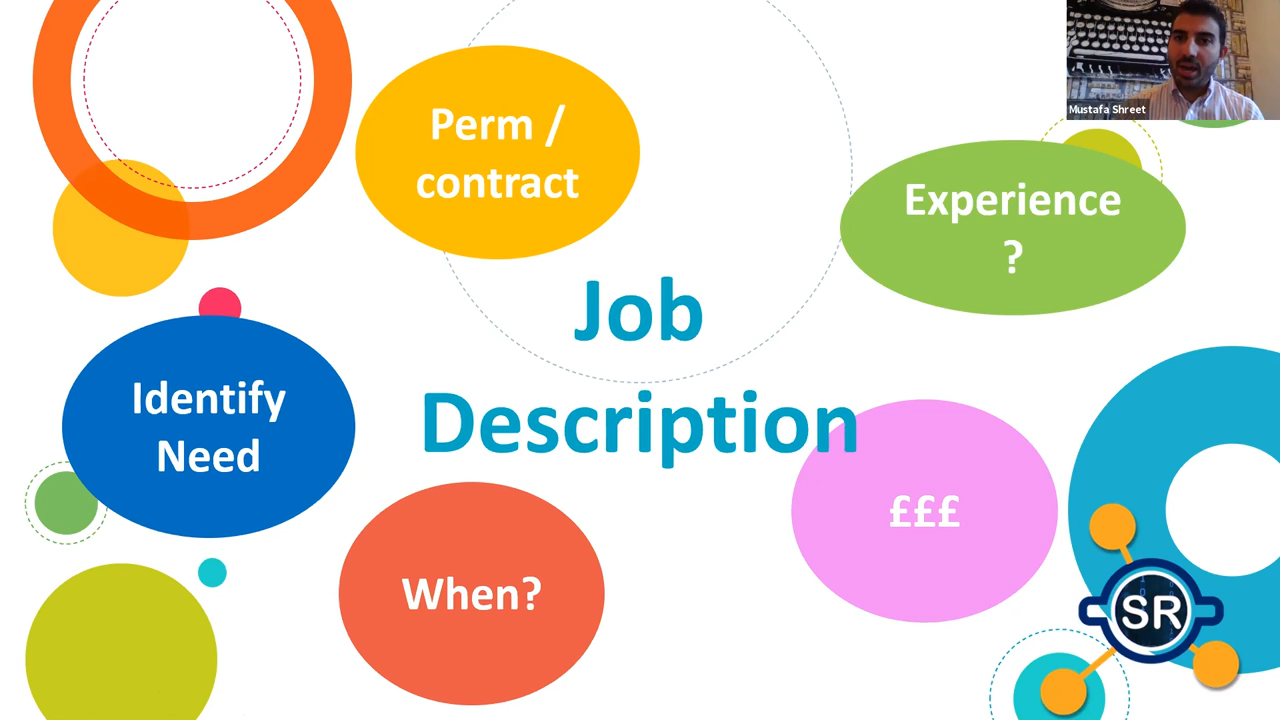 Mustafa Shreet
Perm /
contract
Experience
?
Job
Description
Identify
Need
£££
When?
SR